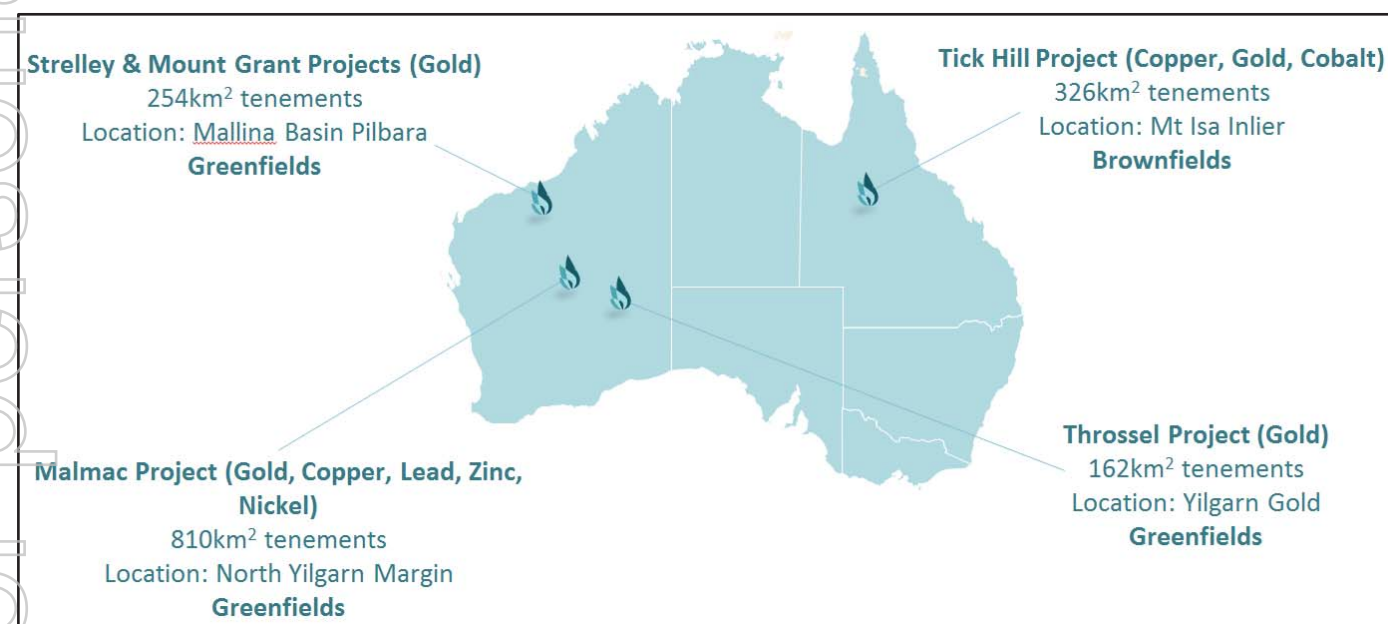 Strelley & Mount Grant Projects (Gold)
254km² tenements
Location: Mallina Basin Pilbara
Greenfields
Tick Hill Project (Copper, Gold, Cobalt)
326km² tenements
Location: Mt Isa Inlier
Brownfields
Malmac Project (Gold, Copper, Lead, Zinc,
Nickel)
810km² tenements
Location: North Yilgarn Margin
Greenfields
Throssel Project (Gold)
162km² tenements
Location: Yilgarn Gold
Greenfields